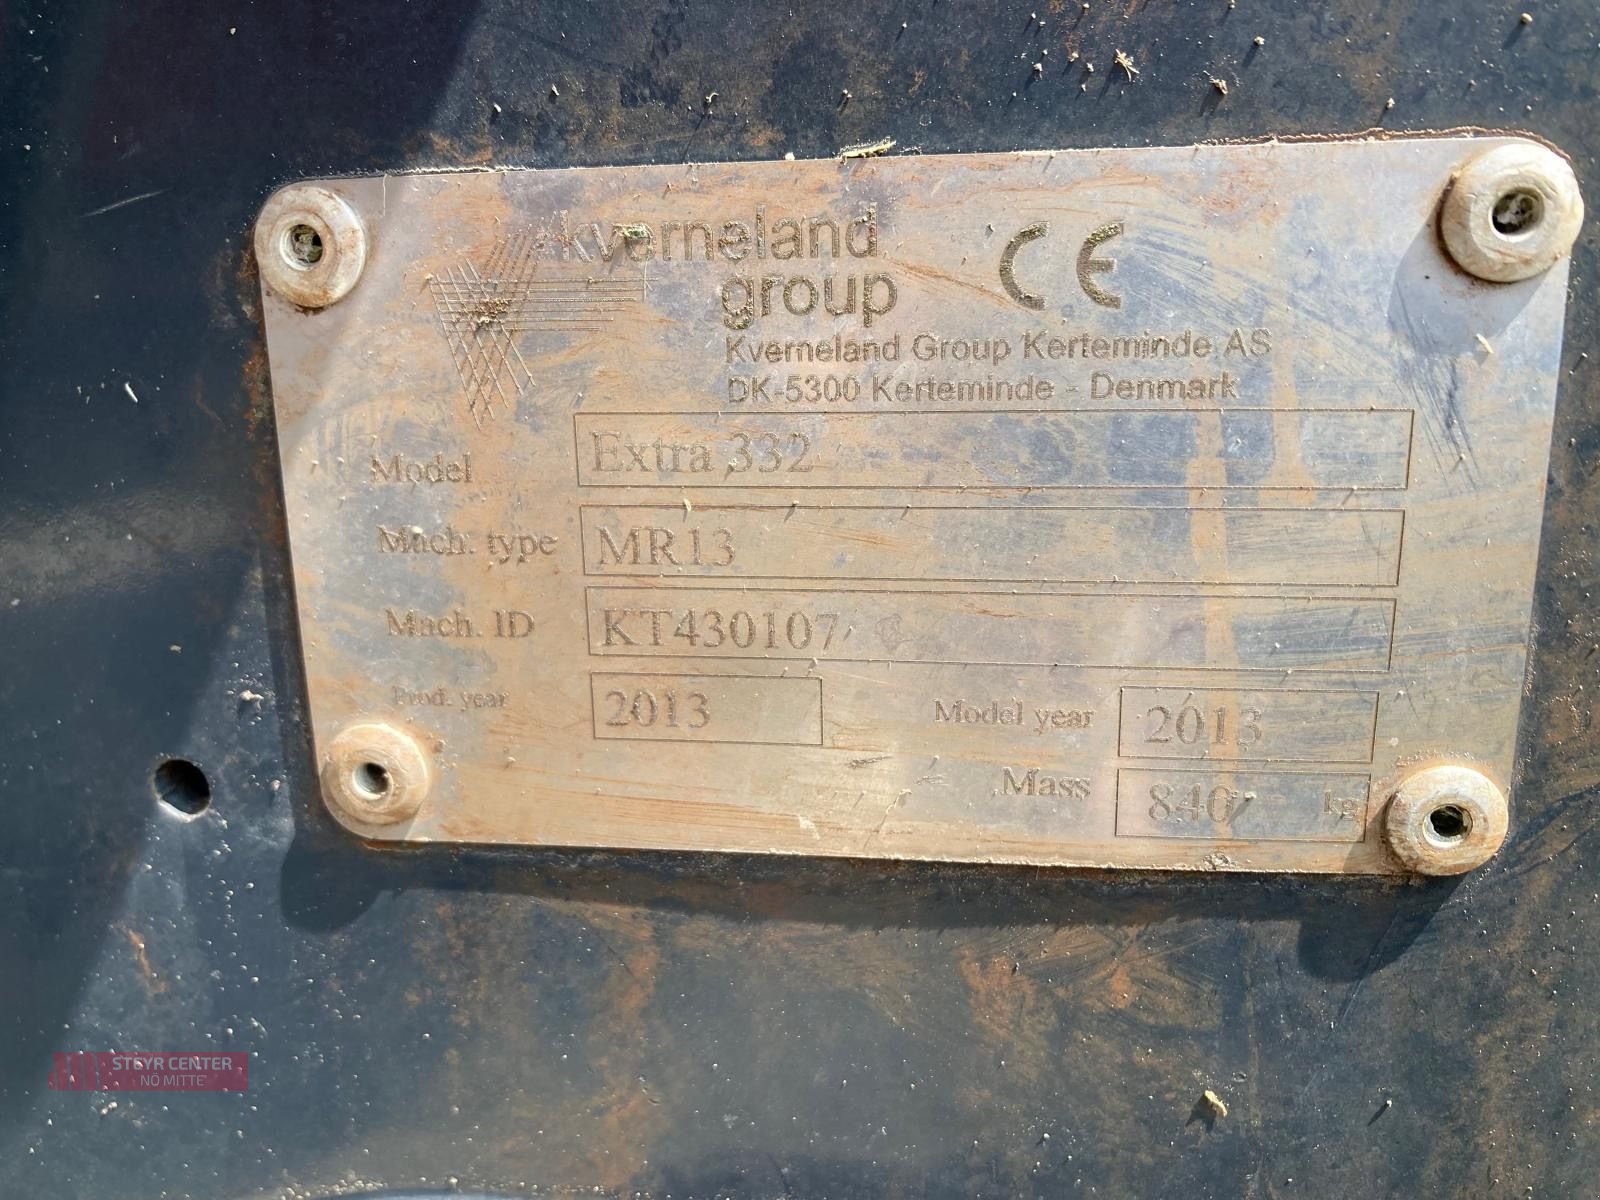 kverneland
group
CE
Kverneland Group Kerteminde AS
DK-5300 Kerteminde - Denmark
Model Extra 332
Mach. type MR13
Mach. ID KT430107
Prod. year 2013 Model year 2013
Mass 840 kg
STEYR CENTER
NÖ MITTE